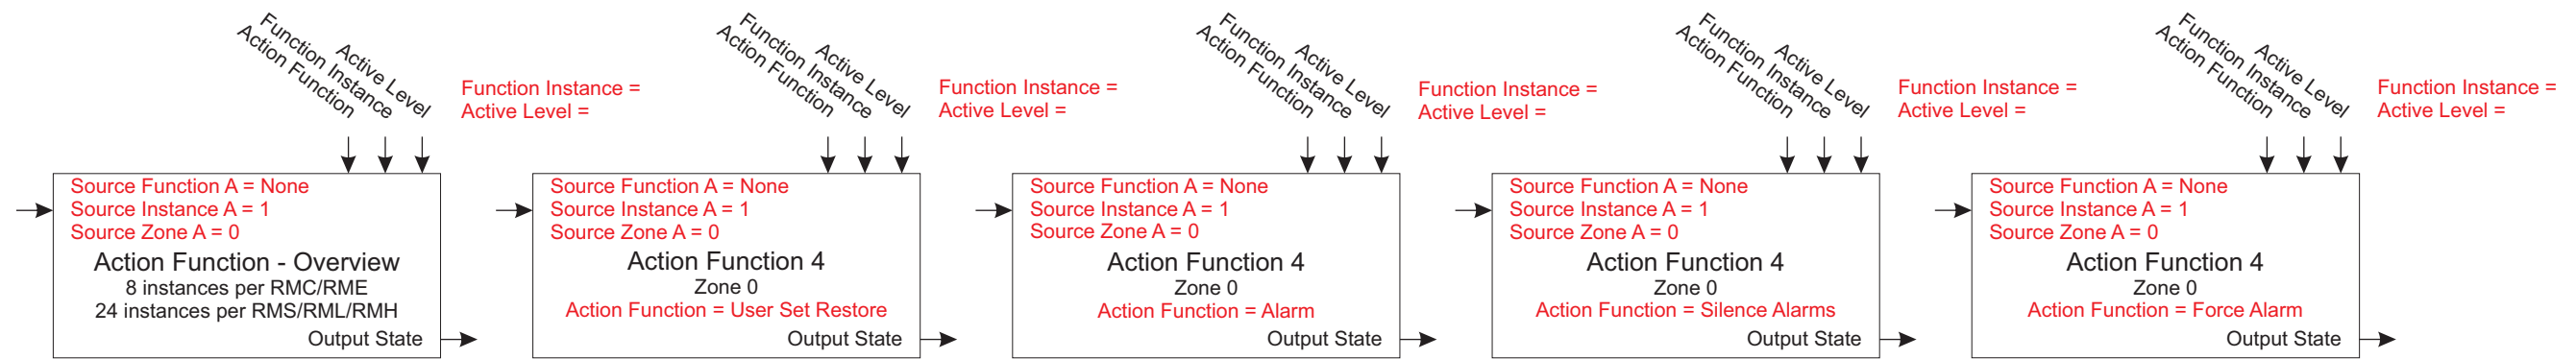 Function Instance
Action Function
Active Level
Function Instance =
Active Level =
Source Function A = None
Source Instance A = 1
Source Zone A = 0
Action Function - Overview
8 instances per RMC/RME
24 instances per RMS/RML/RMH
Output State
Function Instance
Action Function
Active Level
Function Instance =
Active Level =
Source Function A = None
Source Instance A = 1
Source Zone A = 0
Action Function 4
Zone 0
Action Function = User Set Restore
Output State
Function Instance
Action Function
Active Level
Function Instance =
Active Level =
Source Function A = None
Source Instance A = 1
Source Zone A = 0
Action Function 4
Zone 0
Action Function = Alarm
Output State
Function Instance
Action Function
Active Level
Function Instance =
Active Level =
Source Function A = None
Source Instance A = 1
Source Zone A = 0
Action Function 4
Zone 0
Action Function = Silence Alarms
Output State
Function Instance
Action Function
Active Level
Function Instance =
Active Level =
Source Function A = None
Source Instance A = 1
Source Zone A = 0
Action Function 4
Zone 0
Action Function = Force Alarm
Output State